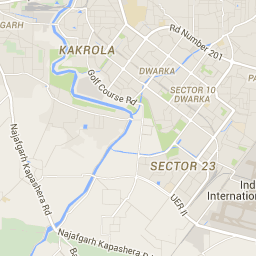 GARH
KAKROLA
Rd Number 201
DWARKA
PA
Golf Course Rd
SECTOR 10
DWARKA
Najafgarh Kapashera Rd
SECTOR 23
Ind
Internation
UER II
Najafgarh Kapashera Rd